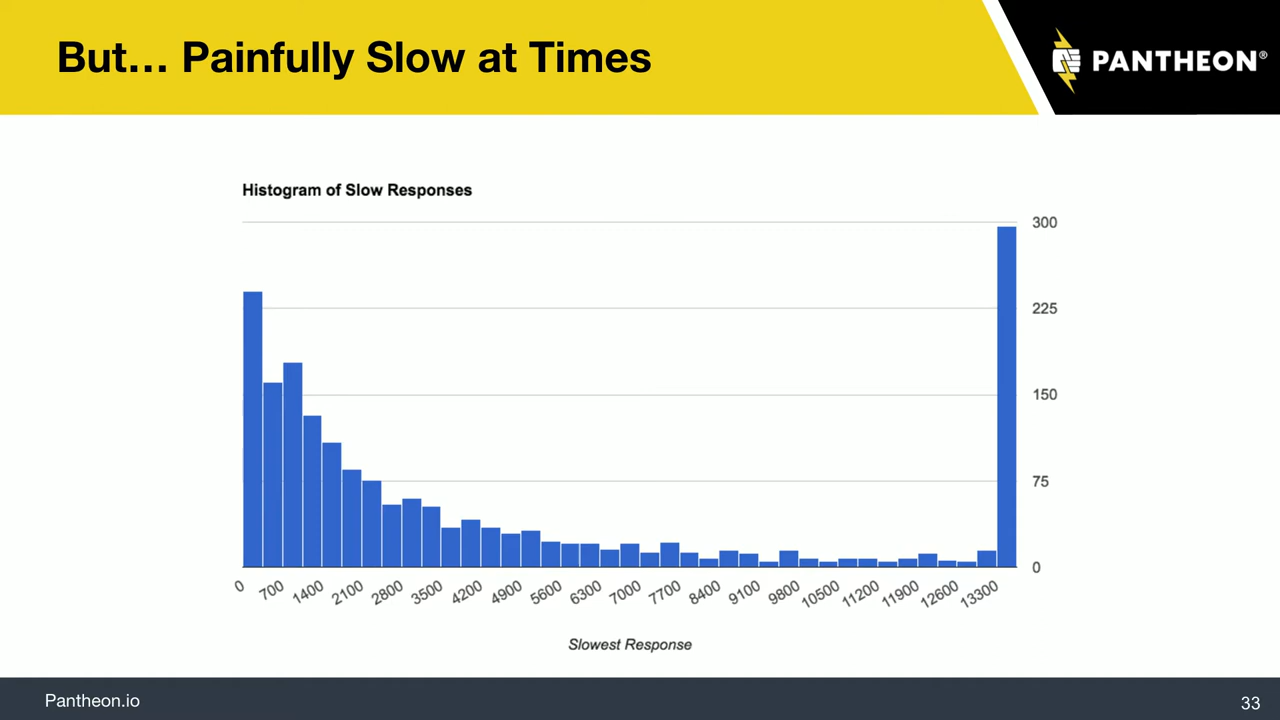 But… Painfully Slow at Times
PANTHEON®
Histogram of Slow Responses
300
225
150
75
0
0 700 1400 2100 2800 3500 4200 4900 5600 6300 7000 7700 8400 9100 9800 10500 11200 11900 12600 13300
Slowest Response
Pantheon.io
33